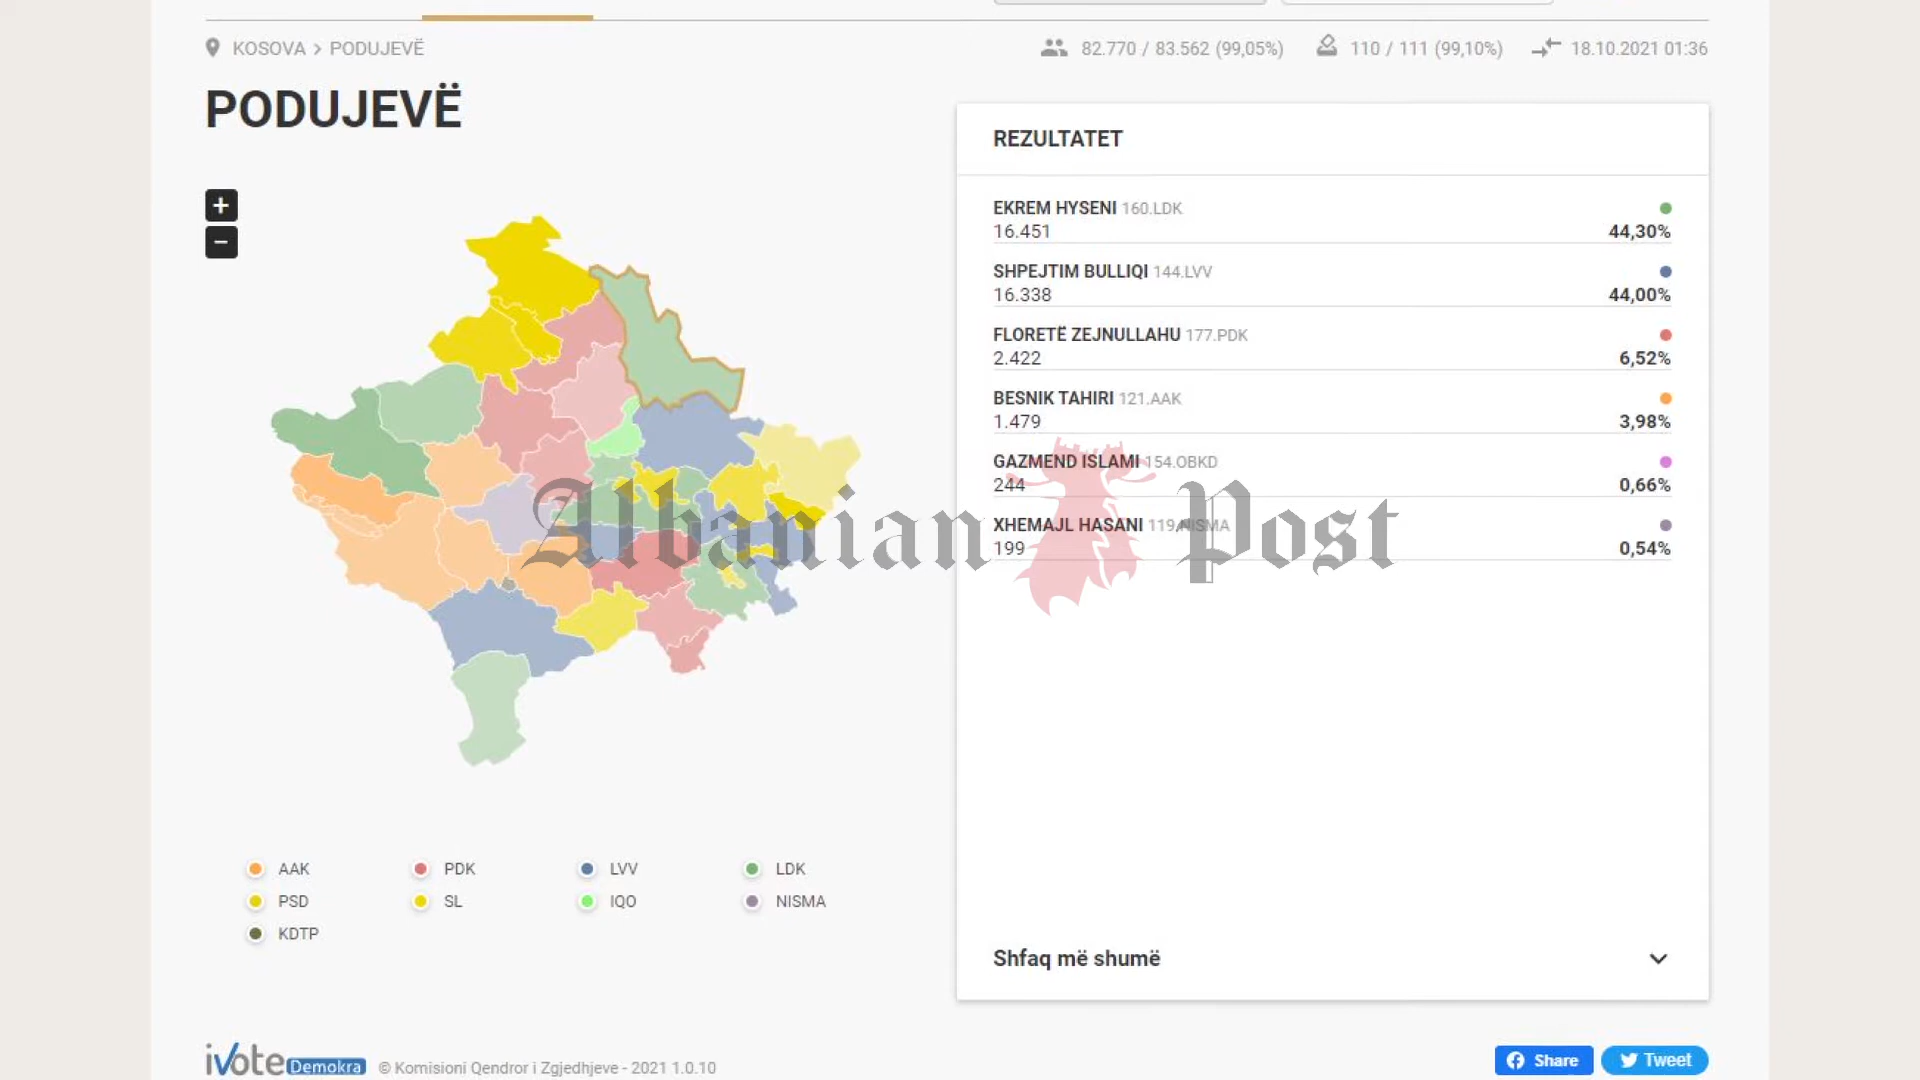 KOSOVA > PODUJEVË
82.770 / 83.562 (99,05%)
110 / 111 (99,10%)
18.10.2021 01:36
PODUJEVË
+
−
REZULTATET
EKREM HYSENI 160.LDK
16.451 44,30%
SHPEJTIM BULLIQI 144.LVV
16.338 44,00%
FLORETË ZEJNULLAHU 177.PDK
2.422 6,52%
BESNIK TAHIRI 121.AAK
1.479 3,98%
GAZMEND ISLAMI 154.OBKD
244 0,66%
XHEMAJL HASANI 119.NISMA
199 0,54%
Albanian Post
AAK PDK LVV LDK
PSD SL IQO NISMA
KDTP
Shfaq më shumë
iVote Demokra © Komisioni Qendror i Zgjedhjeve - 2021 1.0.10
Share
Tweet